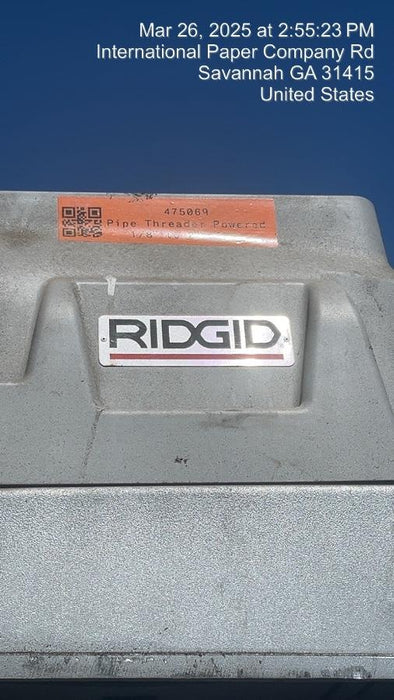 Mar 26, 2025 at 2:55:23 PM
International Paper Company Rd
Savannah GA 31415
United States
475069
Pipe Threader Powered
RIDGID